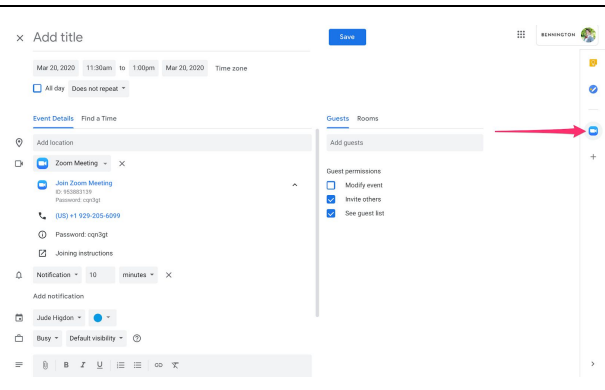 Add title
Save
BENNINGTON
Mar 20, 2020 11:30am to 1:00pm Mar 20, 2020 Time zone
All day Does not repeat
Event Details Find a Time
Guests Rooms
Add location
Add guests
Zoom Meeting
Join Zoom Meeting
ID: 953883139
Password: cqn3gt
(US) +1 929-205-6099
Password: cqn3gt
Joining instructions
Guest permissions
Modify event
Invite others
See guest list
Notification 10 minutes
Add notification
Jude Higdon
Busy Default visibility
B I U